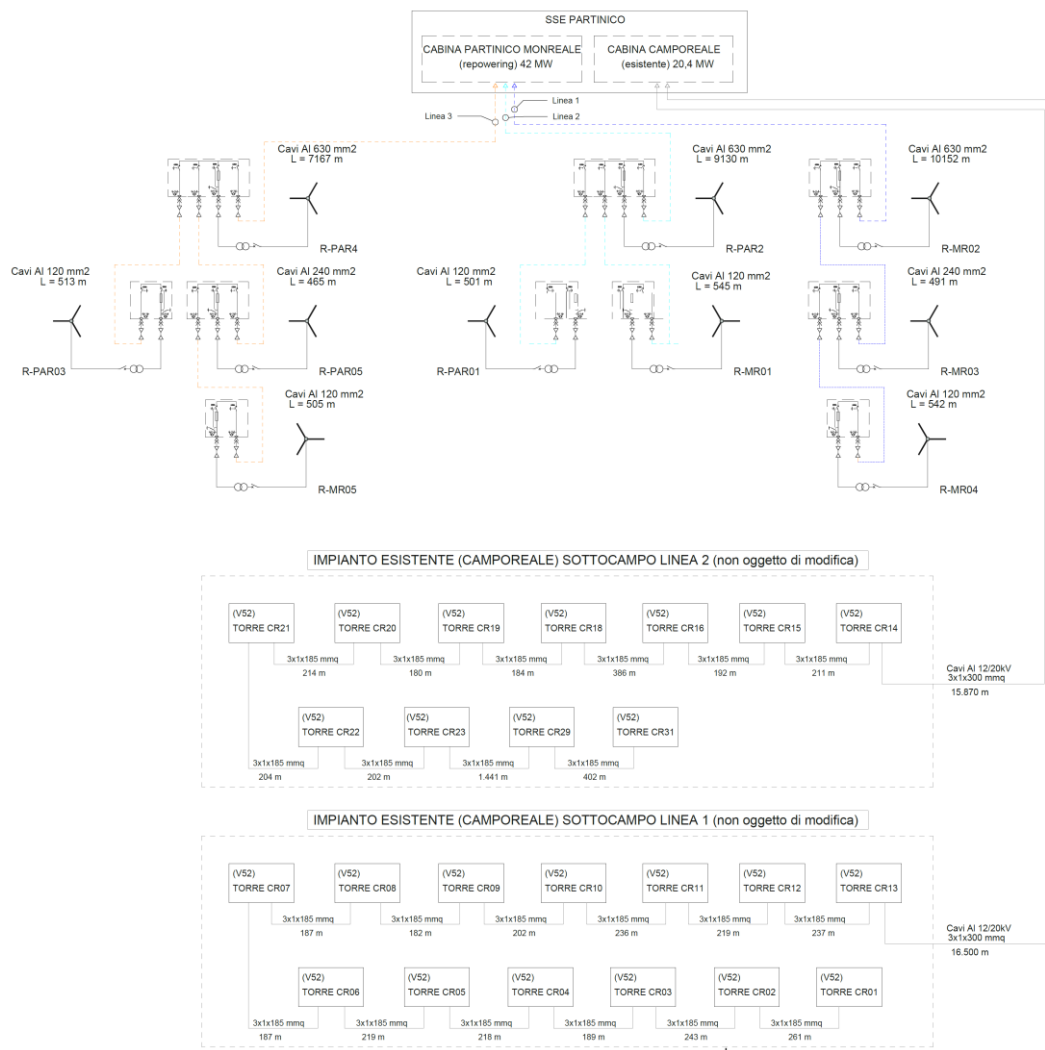 SSE PARTINICO
CABINA PARTINICO MONREALE
(repowering) 42 MW
CABINA CAMPOREALE
(esistente) 20,4 MW
Linea 1
Linea 2
Linea 3
Cavi Al 630 mm2
L = 7167 m
R-PAR4
Cavi Al 630 mm2
L = 9130 m
R-PAR2
Cavi Al 630 mm2
L = 10152 m
R-MR02
Cavi Al 120 mm2
L = 513 m
R-PAR03
Cavi Al 240 mm2
L = 465 m
R-PAR05
Cavi Al 120 mm2
L = 501 m
R-PAR01
Cavi Al 120 mm2
L = 545 m
R-MR01
Cavi Al 240 mm2
L = 491 m
R-MR03
Cavi Al 120 mm2
L = 505 m
R-MR05
Cavi Al 120 mm2
L = 542 m
R-MR04
IMPIANTO ESISTENTE (CAMPOREALE) SOTTOCAMPO LINEA 2 (non oggetto di modifica)
(V52)
TORRE CR21
(V52)
TORRE CR20
(V52)
TORRE CR19
(V52)
TORRE CR18
(V52)
TORRE CR16
(V52)
TORRE CR15
(V52)
TORRE CR14
3x1x185 mmq
214 m
3x1x185 mmq
180 m
3x1x185 mmq
184 m
3x1x185 mmq
386 m
3x1x185 mmq
192 m
3x1x185 mmq
211 m
Cavi Al 12/20kV
3x1x300 mmq
15.870 m
(V52)
TORRE CR22
(V52)
TORRE CR23
(V52)
TORRE CR29
(V52)
TORRE CR31
3x1x185 mmq
204 m
3x1x185 mmq
202 m
3x1x185 mmq
1.441 m
3x1x185 mmq
402 m
IMPIANTO ESISTENTE (CAMPOREALE) SOTTOCAMPO LINEA 1 (non oggetto di modifica)
(V52)
TORRE CR07
(V52)
TORRE CR08
(V52)
TORRE CR09
(V52)
TORRE CR10
(V52)
TORRE CR11
(V52)
TORRE CR12
(V52)
TORRE CR13
3x1x185 mmq
187 m
3x1x185 mmq
182 m
3x1x185 mmq
202 m
3x1x185 mmq
236 m
3x1x185 mmq
219 m
3x1x185 mmq
237 m
Cavi Al 12/20kV
3x1x300 mmq
16.500 m
(V52)
TORRE CR06
(V52)
TORRE CR05
(V52)
TORRE CR04
(V52)
TORRE CR03
(V52)
TORRE CR02
(V52)
TORRE CR01
3x1x185 mmq
187 m
3x1x185 mmq
219 m
3x1x185 mmq
218 m
3x1x185 mmq
189 m
3x1x185 mmq
243 m
3x1x185 mmq
261 m